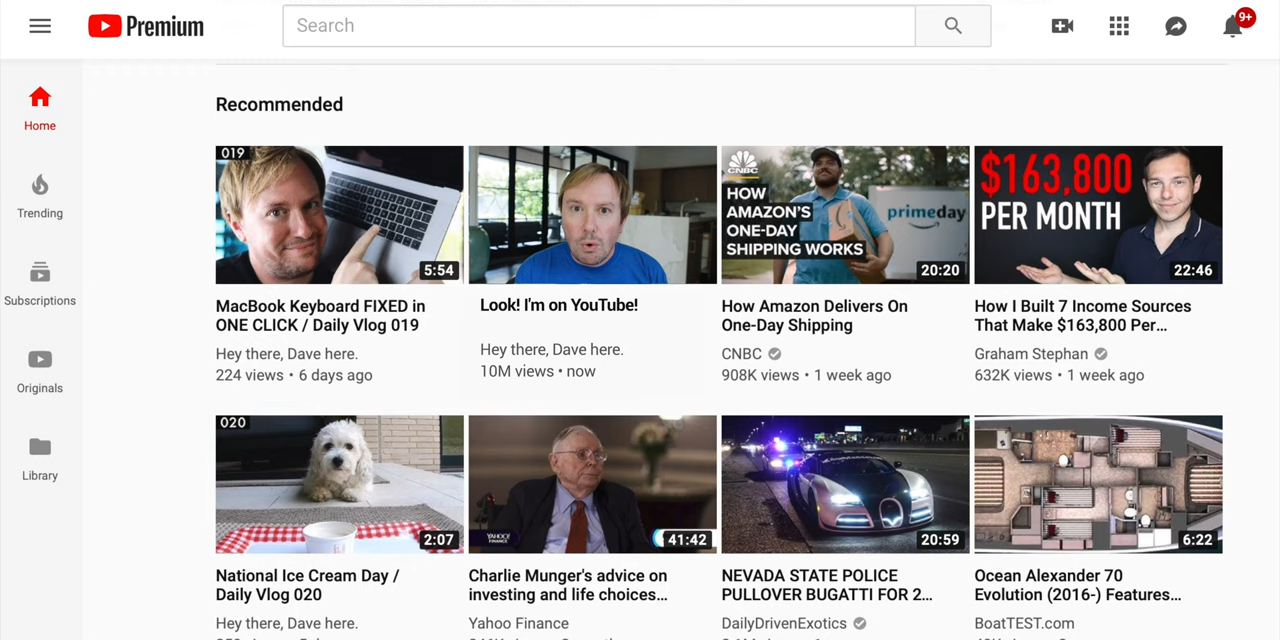 Premium
Search
9+
Home
Trending
Subscriptions
Originals
Library
Recommended
019
5:54
MacBook Keyboard FIXED in
ONE CLICK / Daily Vlog 019
Hey there, Dave here.
224 views • 6 days ago
Look! I'm on YouTube!
Hey there, Dave here.
10M views • now
CNBC
HOW
AMAZON'S
ONE-DAY
SHIPPING WORKS
primeday
20:20
How Amazon Delivers On
One-Day Shipping
CNBC
908K views • 1 week ago
$163,800
PER MONTH
22:46
How I Built 7 Income Sources
That Make $163,800 Per...
Graham Stephan
632K views • 1 week ago
020
2:07
National Ice Cream Day /
Daily Vlog 020
Hey there, Dave here.
YAHOO!
FINANCE
41:42
Charlie Munger's advice on
investing and life choices...
Yahoo Finance
20:59
NEVADA STATE POLICE
PULLOVER BUGATTI FOR 2...
DailyDrivenExotics
6:22
Ocean Alexander 70
Evolution (2016-) Features...
BoatTEST.com